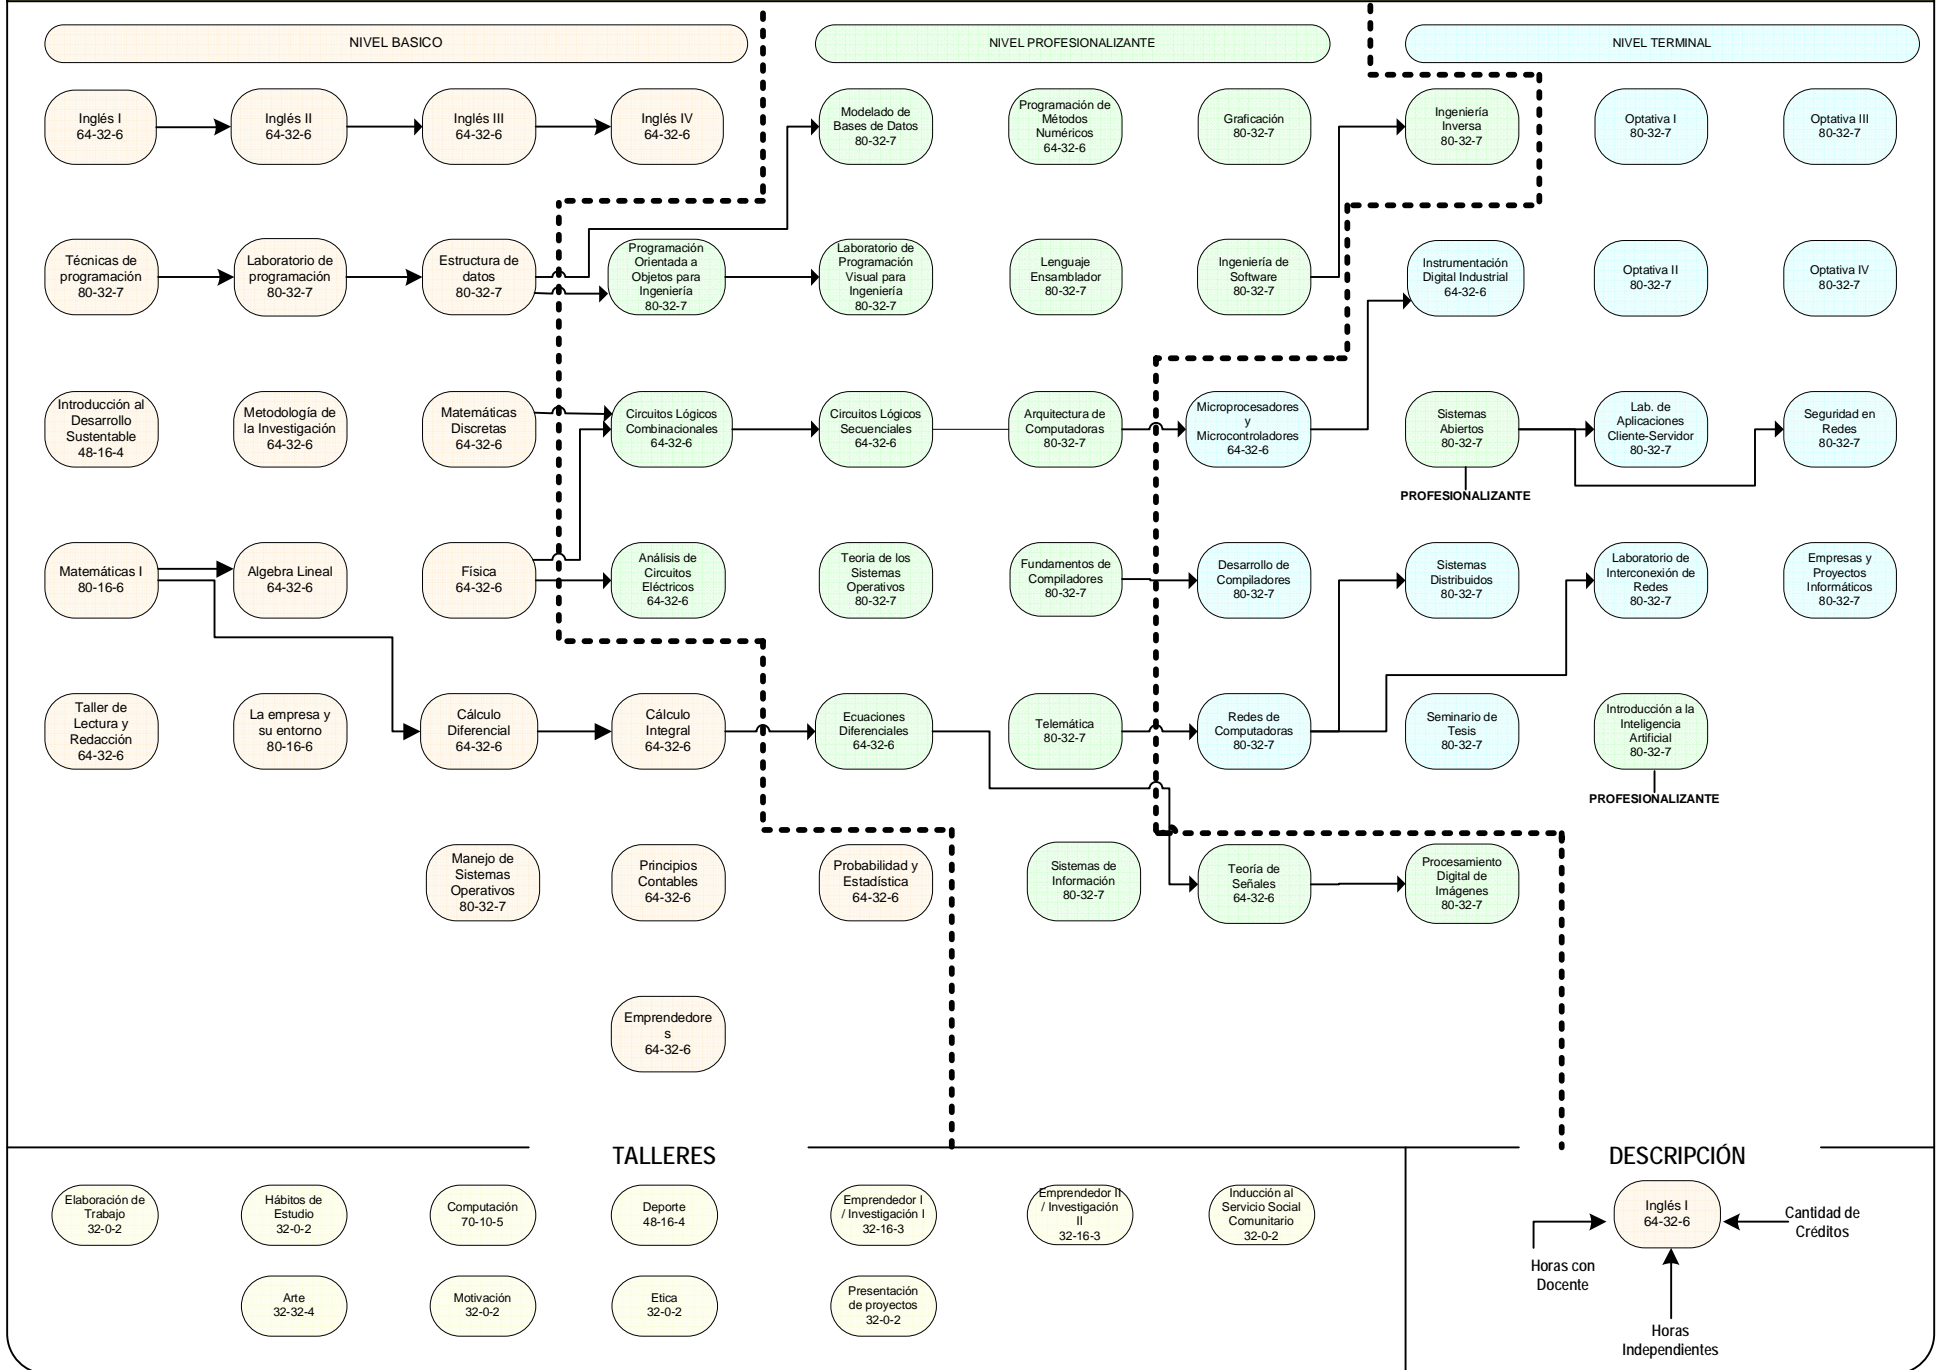 NIVEL BASICO
NIVEL PROFESIONALIZANTE
NIVEL TERMINAL
Inglés I
64-32-6
Inglés II
64-32-6
Inglés III
64-32-6
Inglés IV
64-32-6
Modelado de
Bases de Datos
80-32-7
Programación de
Métodos
Numéricos
64-32-6
Graficación
80-32-7
Ingeniería
Inversa
80-32-7
Optativa I
80-32-7
Optativa III
80-32-7
Técnicas de
programación
80-32-7
Laboratorio de
programación
80-32-7
Estructura de
datos
80-32-7
Programación
Orientada a
Objetos para
Ingeniería
80-32-7
Laboratorio de
Programación
Visual para
Ingeniería
80-32-7
Lenguaje
Ensamblador
80-32-7
Ingeniería de
Software
80-32-7
Instrumentación
Digital Industrial
64-32-6
Optativa II
80-32-7
Optativa IV
80-32-7
Introducción al
Desarrollo
Sustentable
48-16-4
Metodología de
la Investigación
64-32-6
Matemáticas
Discretas
64-32-6
Circuitos Lógicos
Combinacionales
64-32-6
Circuitos Lógicos
Secuenciales
64-32-6
Arquitectura de
Computadoras
80-32-7
Microprocesadores
y
Microcontroladores
64-32-6
Sistemas
Abiertos
80-32-7
PROFESIONALIZANTE
Lab. de
Aplicaciones
Cliente-Servidor
80-32-7
Seguridad en
Redes
80-32-7
Matemáticas I
80-16-6
Algebra Lineal
64-32-6
Física
64-32-6
Análisis de
Circuitos
Eléctricos
64-32-6
Teoria de los
Sistemas
Operativos
80-32-7
Fundamentos de
Compiladores
80-32-7
Desarrollo de
Compiladores
80-32-7
Sistemas
Distribuidos
80-32-7
Laboratorio de
Interconexión de
Redes
80-32-7
Empresas y
Proyectos
Informáticos
80-32-7
Taller de
Lectura y
Redacción
64-32-6
La empresa y
su entorno
80-16-6
Cálculo
Diferencial
64-32-6
Cálculo
Integral
64-32-6
Ecuaciones
Diferenciales
64-32-6
Telemática
80-32-7
Redes de
Computadoras
80-32-7
Seminario de
Tesis
80-32-7
Introducción a la
Inteligencia
Artificial
80-32-7
PROFESIONALIZANTE
Manejo de
Sistemas
Operativos
80-32-7
Principios
Contables
64-32-6
Probabilidad y
Estadística
64-32-6
Sistemas de
Información
80-32-7
Teoría de
Señales
64-32-6
Procesamiento
Digital de
Imágenes
80-32-7
Emprendedore
s
64-32-6
TALLERES
Elaboración de
Trabajo
32-0-2
Hábitos de
Estudio
32-0-2
Computación
70-10-5
Deporte
48-16-4
Emprendedor I
/ Investigación I
32-16-3
Emprendedor II
/ Investigación
II
32-16-3
Inducción al
Servicio Social
Comunitario
32-0-2
Arte
32-32-4
Motivación
32-0-2
Etica
32-0-2
Presentación
de proyectos
32-0-2
DESCRIPCIÓN
Inglés I
64-32-6
Cantidad de
Créditos
Horas con
Docente
Horas
Independientes